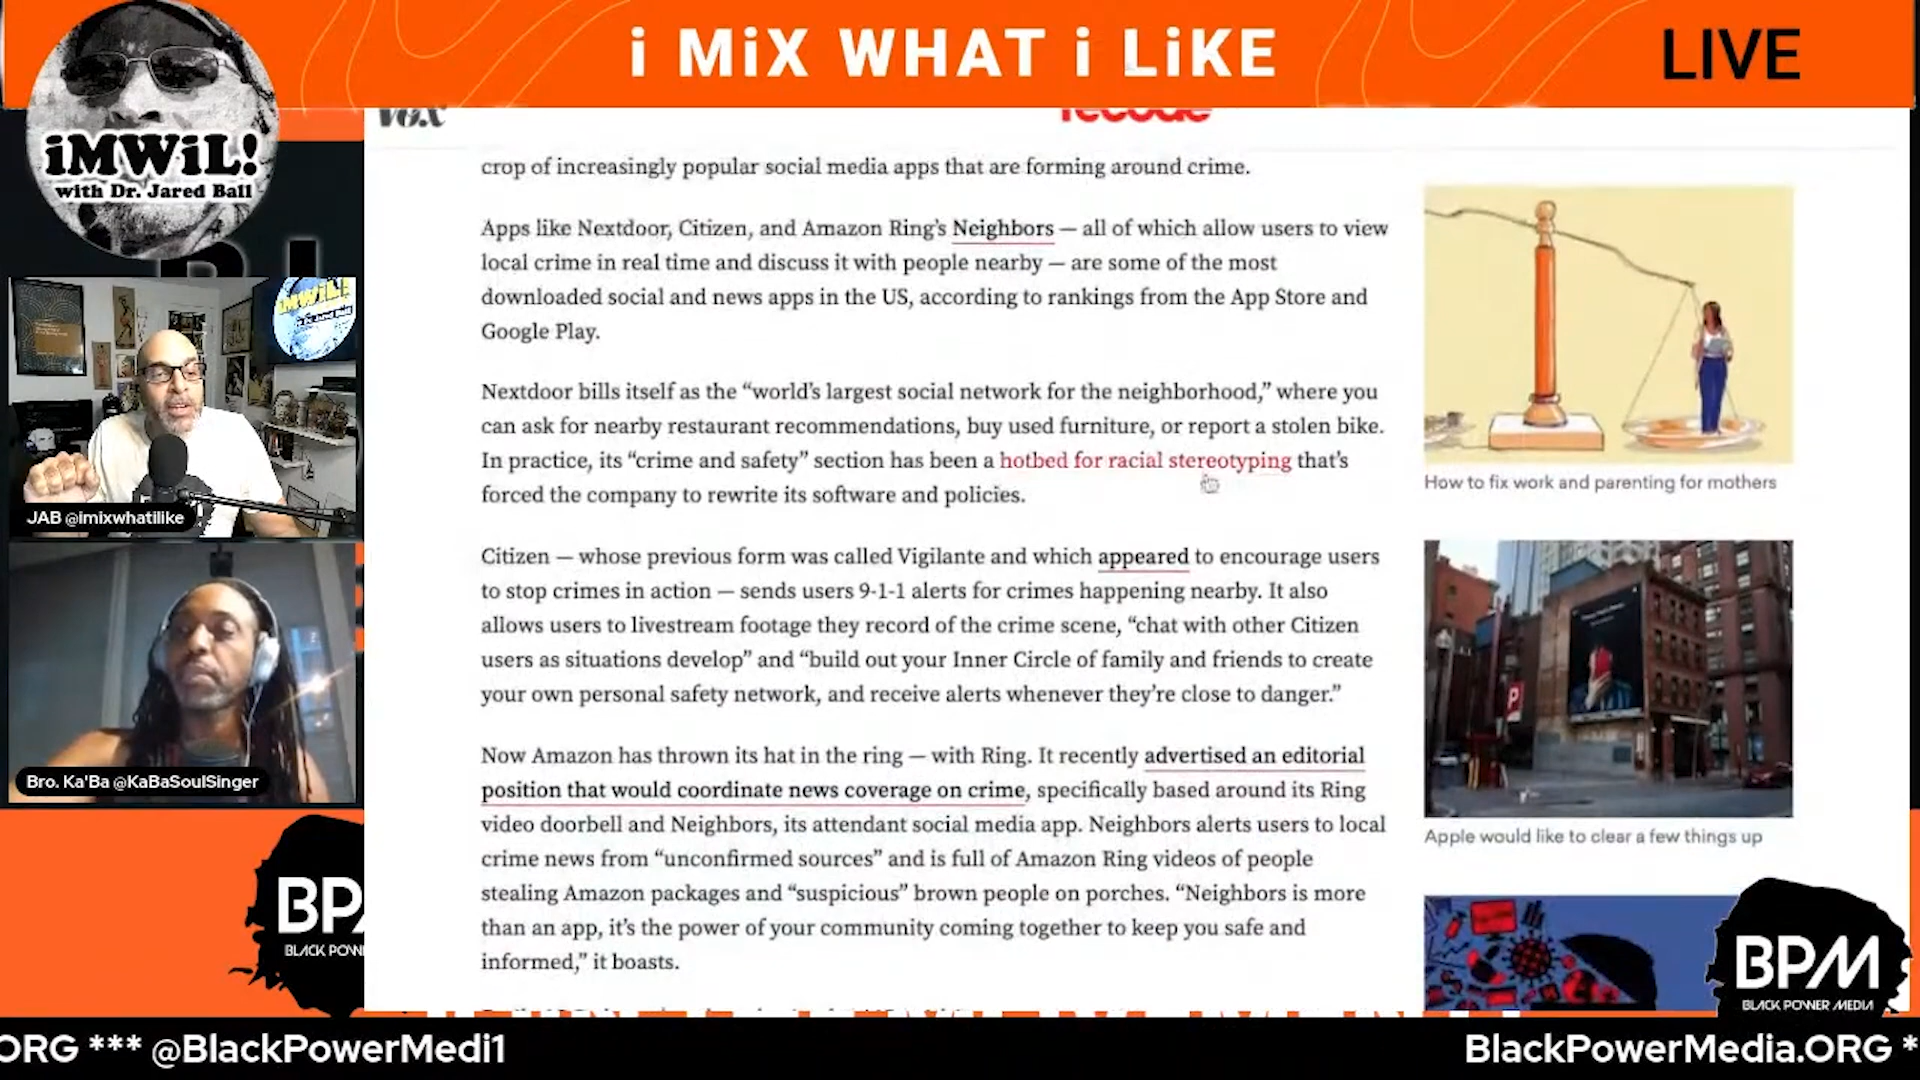 i MiX WHAT i LiKE
LIVE
iMWiL!
with Dr. Jared Ball
iMWiL!
JAB @imixwhatilike
Bro. Ka'Ba @KaBaSoulSinger
Vox
recode
crop of increasingly popular social media apps that are forming around crime.
Apps like Nextdoor, Citizen, and Amazon Ring’s Neighbors — all of which allow users to view
local crime in real time and discuss it with people nearby — are some of the most
downloaded social and news apps in the US, according to rankings from the App Store and
Google Play.
Nextdoor bills itself as the “world’s largest social network for the neighborhood,” where you
can ask for nearby restaurant recommendations, buy used furniture, or report a stolen bike.
In practice, its “crime and safety” section has been a hotbed for racial stereotyping that’s
forced the company to rewrite its software and policies.
Citizen — whose previous form was called Vigilante and which appeared to encourage users
to stop crimes in action — sends users 9-1-1 alerts for crimes happening nearby. It also
allows users to livestream footage they record of the crime scene, “chat with other Citizen
users as situations develop” and “build out your Inner Circle of family and friends to create
your own personal safety network, and receive alerts whenever they’re close to danger.”
Now Amazon has thrown its hat in the ring — with Ring. It recently advertised an editorial
position that would coordinate news coverage on crime, specifically based around its Ring
video doorbell and Neighbors, its attendant social media app. Neighbors alerts users to local
crime news from “unconfirmed sources” and is full of Amazon Ring videos of people
stealing Amazon packages and “suspicious” brown people on porches. “Neighbors is more
than an app, it’s the power of your community coming together to keep you safe and
informed,” it boasts.
How to fix work and parenting for mothers
P
Apple would like to clear a few things up
BPM
BLACK POW
BPM
BLACK POWER MEDIA
ORG *** @BlackPowerMedi1
BlackPowerMedia.ORG *